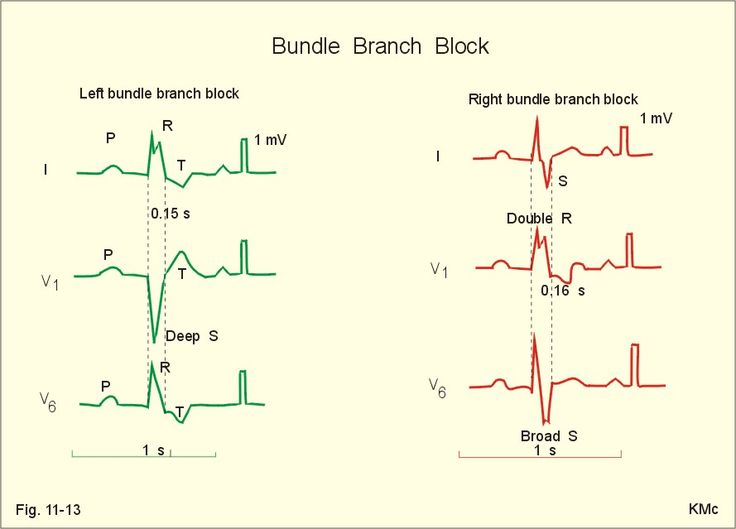 Bundle Branch Block
Left bundle branch block
P
R
1 mV
I
T
0.15 s
P
V1
T
Deep S
P
R
V6
T
1 s
Right bundle branch block
1 mV
I
S
Double R
V1
0.16 s
V6
Broad S
1 s
Fig. 11-13
KMc